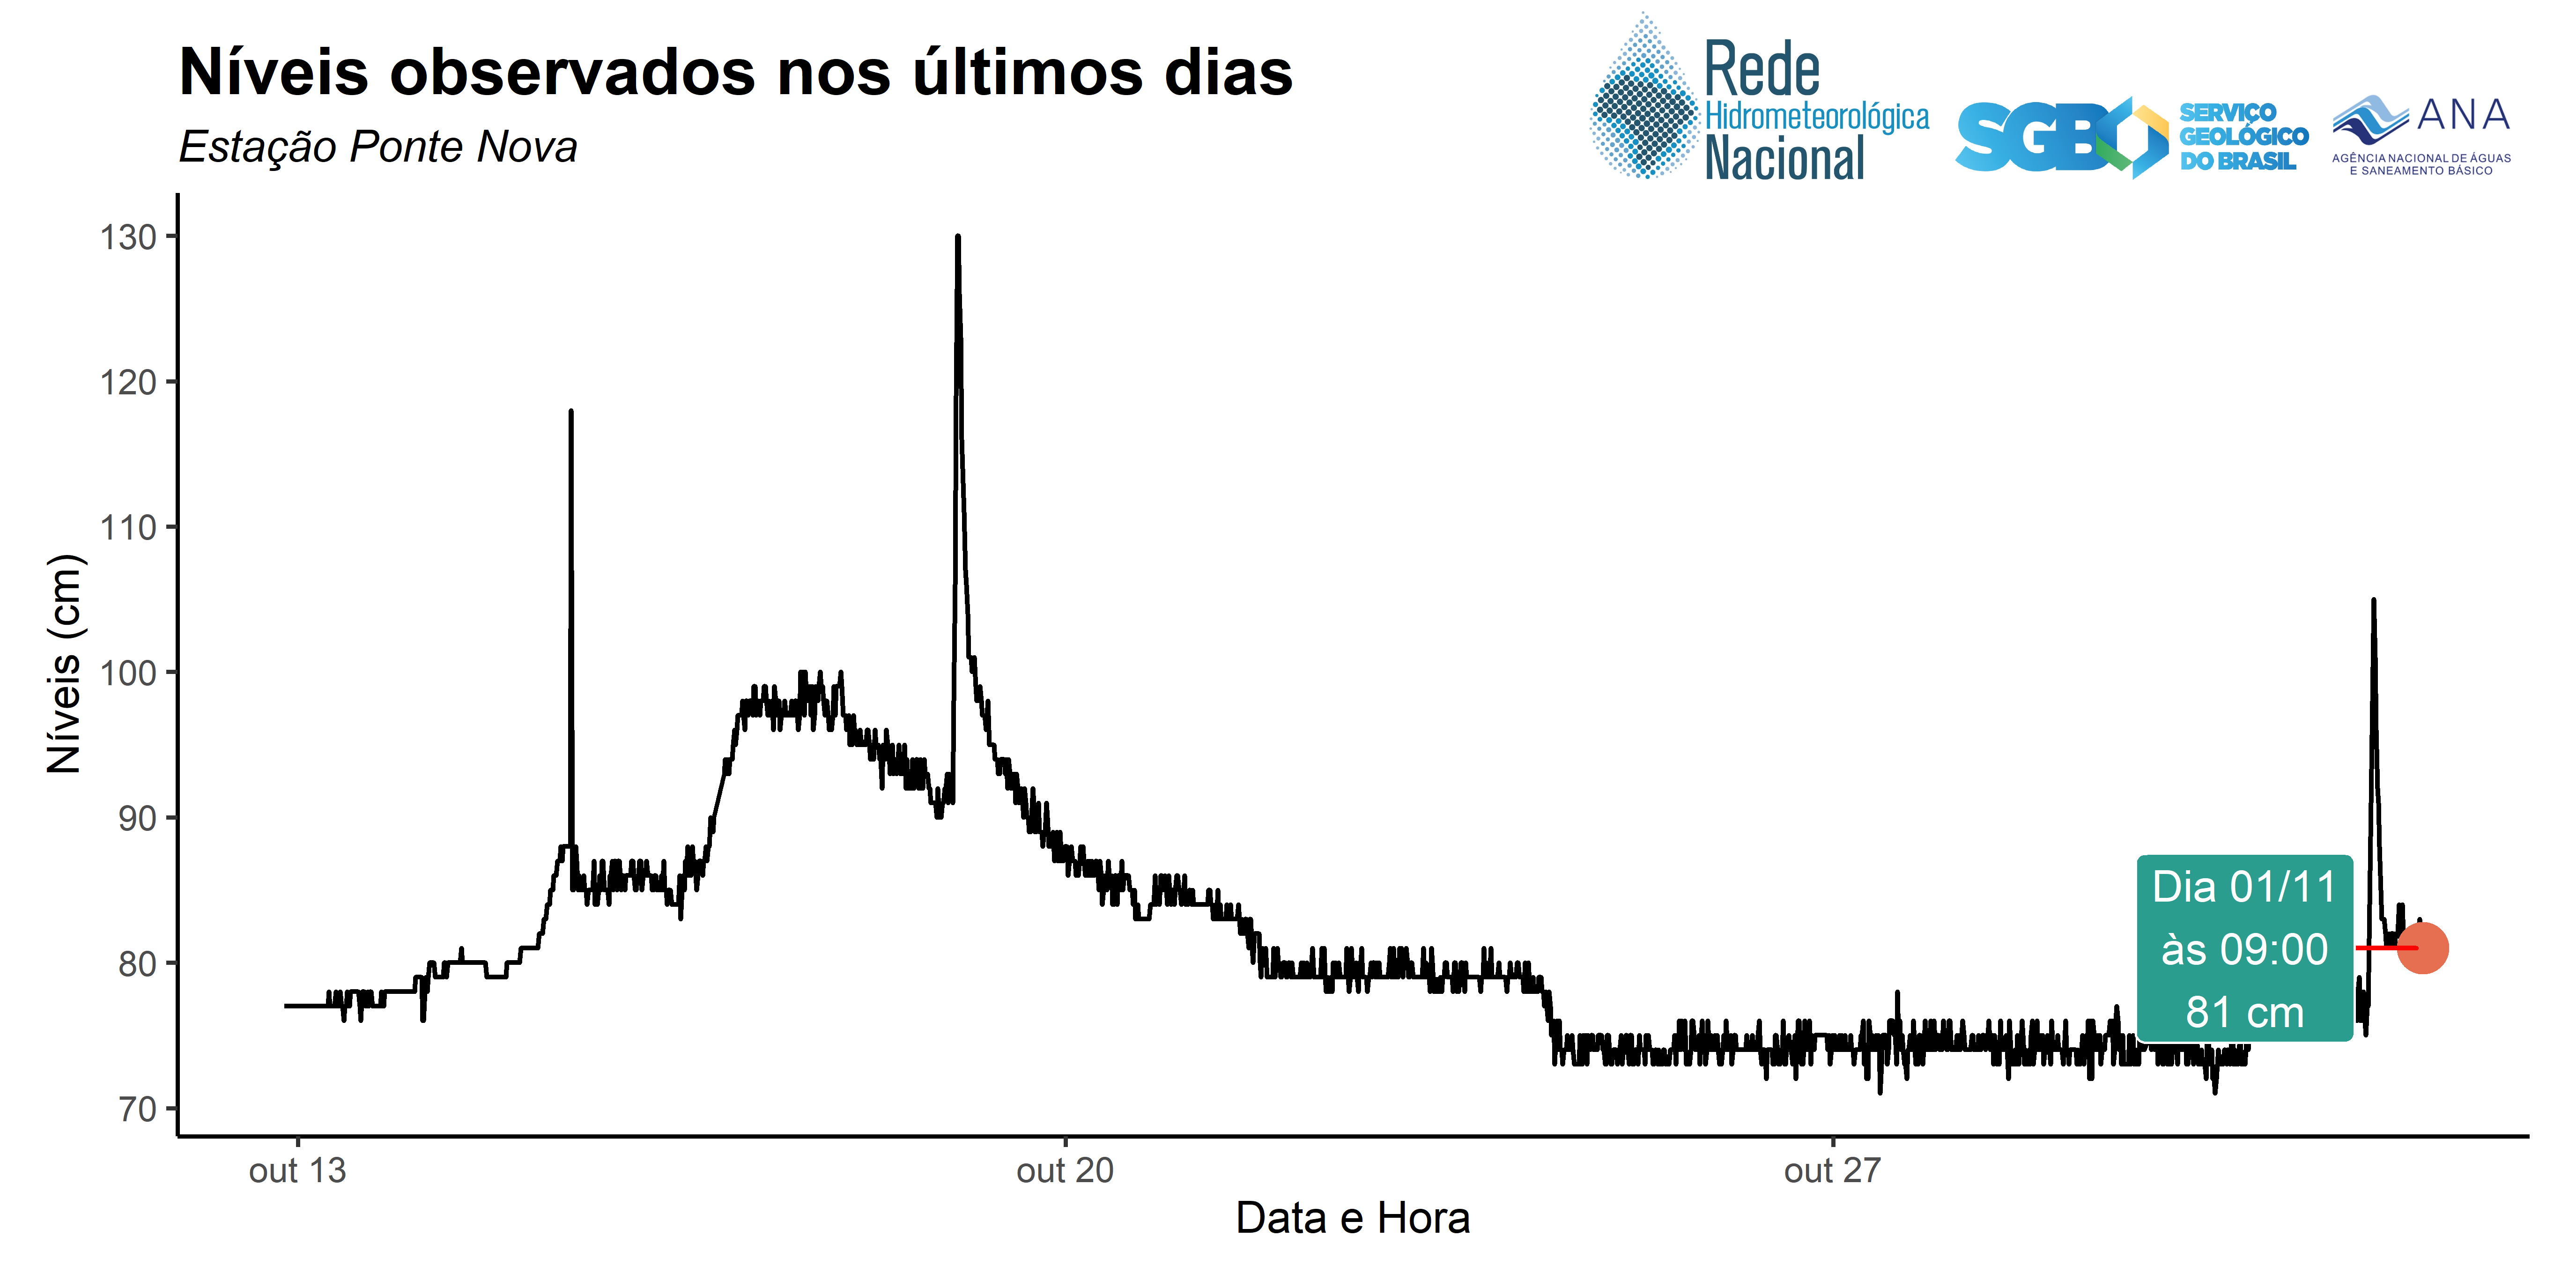 Níveis observados nos últimos dias
Estação Ponte Nova
Rede
Hidrometeorológica
Nacional
SGB
SERVIÇO
GEOLÓGICO
DO BRASIL
ANA
AGÊNCIA NACIONAL DE ÁGUAS
E SANEAMENTO BÁSICO
Níveis (cm)
130
120
110
100
90
80
70
Dia 01/11
às 09:00
81 cm
out 13
out 20
out 27
Data e Hora